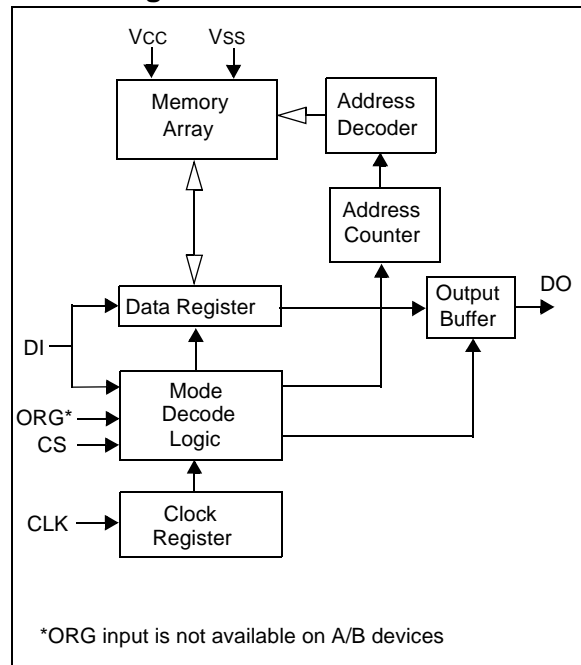 Vcc
Vss
Memory
Array
Address
Decoder
Address
Counter
Data Register
Output
Buffer
DO
DI
Mode
Decode
Logic
ORG*
CS
CLK
Clock
Register
*ORG input is not available on A/B devices